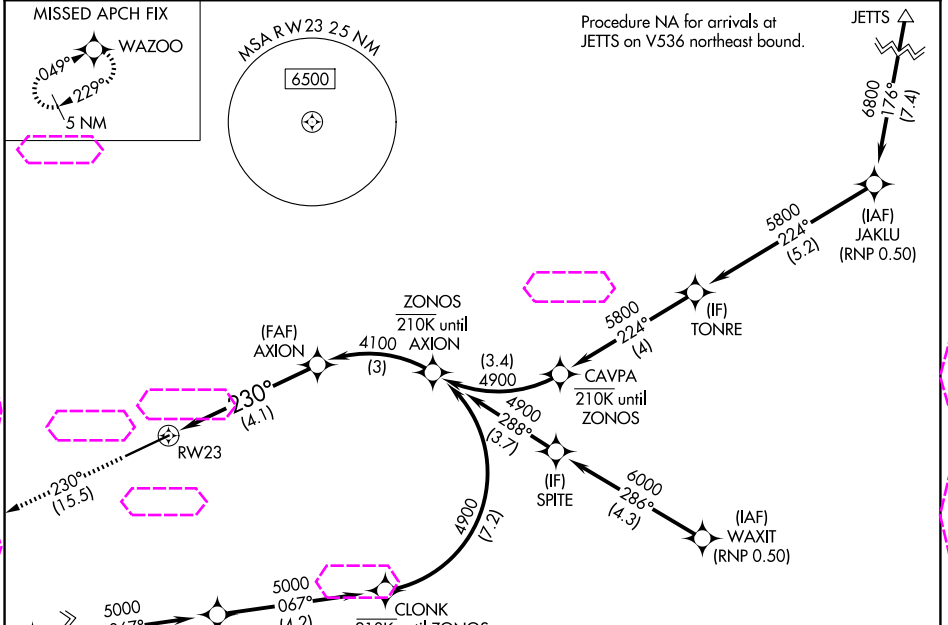 MISSED APCH FIX
WAZOO
049°
229°
5 NM
MSA RW23 25 NM
6500
Procedure NA for arrivals at
JETTS on V536 northeast bound.
JETTS
6800
176°
(7.4)
(IAF)
JAKLU
(RNP 0.50)
5800
224°
(5.2)
(IF)
TONRE
5800
224°
(4)
CAVPA
210K until
ZONOS
(3.4)
4900
ZONOS
210K until
AXION
4100
(3)
(FAF)
AXION
230°
(4.1)
RW23
230°
(15.5)
4900
288°
(3.7)
(IF)
SPITE
6000
286°
(4.3)
(IAF)
WAXIT
(RNP 0.50)
4900
(7.2)
5000
067°
(4.2)
CLONK
210K until ZONOS
5000
067°